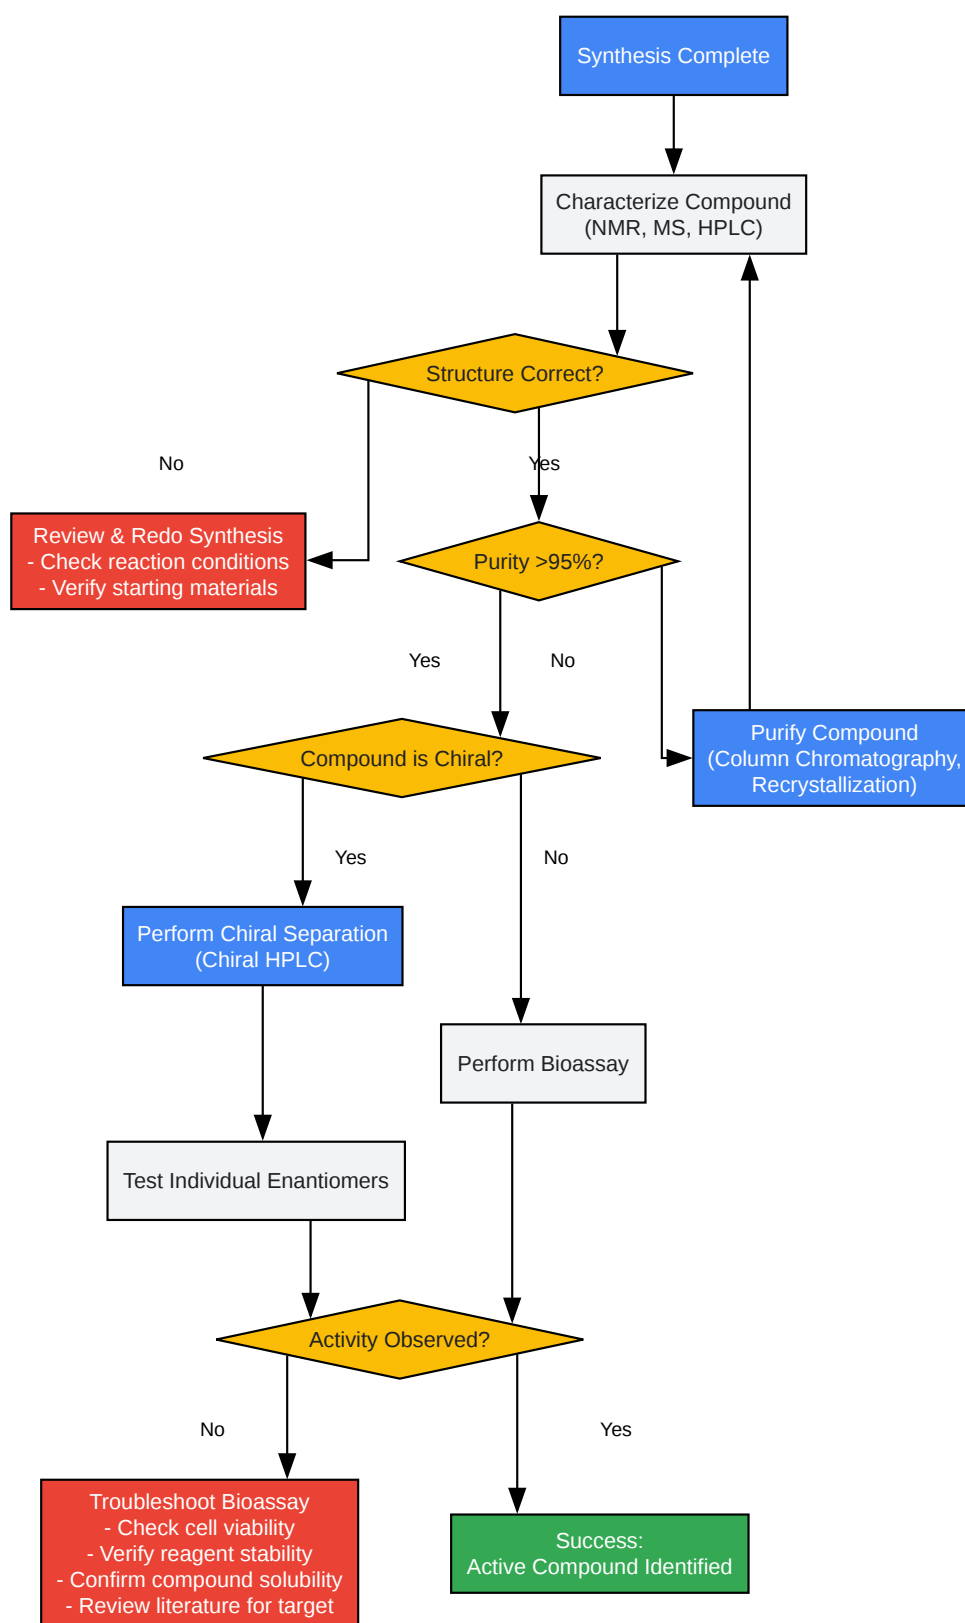 Synthesis Complete
Characterize Compound
(NMR, MS, HPLC)
Structure Correct?
No
Yes
Review & Redo Synthesis
- Check reaction conditions
- Verify starting materials
Purity >95%?
Yes
No
Purify Compound
(Column Chromatography,
Recrystallization)
Compound is Chiral?
Yes
No
Perform Chiral Separation
(Chiral HPLC)
Perform Bioassay
Test Individual Enantiomers
Activity Observed?
No
Yes
Troubleshoot Bioassay
- Check cell viability
- Verify reagent stability
- Confirm compound solubility
- Review literature for target
Success:
Active Compound Identified